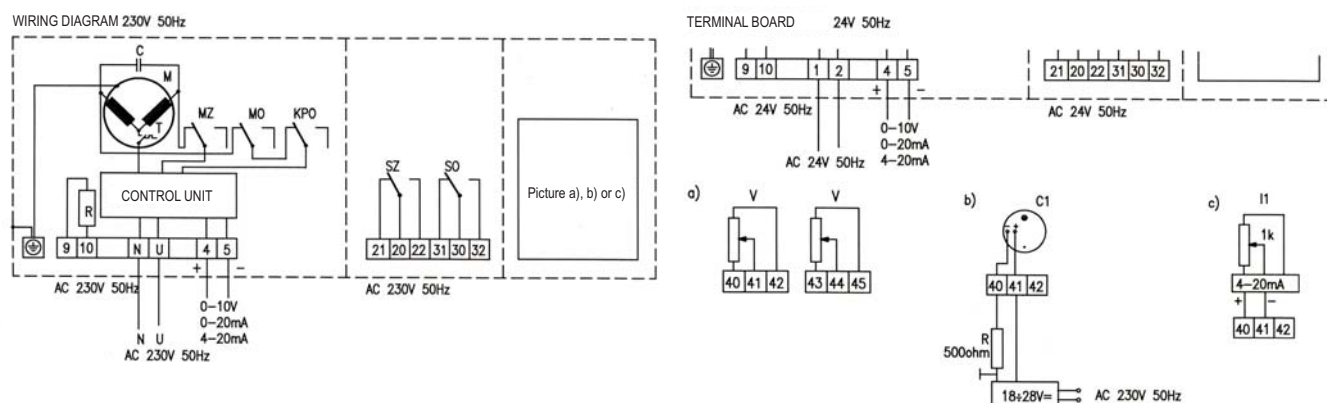 WIRING DIAGRAM 230V 50Hz
C
M
T
MZ MO KPO
CONTROL UNIT
R
9 10 N U 4 5
+ −
AC 230V 50Hz
0−10V
0−20mA
4−20mA
N U
AC 230V 50Hz
SZ SO
21 20 22 31 30 32
AC 230V 50Hz
Picture a), b) or c)
TERMINAL BOARD 24V 50Hz
9 10 1 2 4 5
+ −
AC 24V 50Hz
0−10V
0−20mA
4−20mA
AC 24V 50Hz
21 20 22 31 30 32
AC 24V 50Hz
a)
V V
40 41 42 43 44 45
b)
C1
− +
40 41 42
R
500ohm
18÷28V=
AC 230V 50Hz
c)
I1
1k
4−20mA
+ −
40 41 42